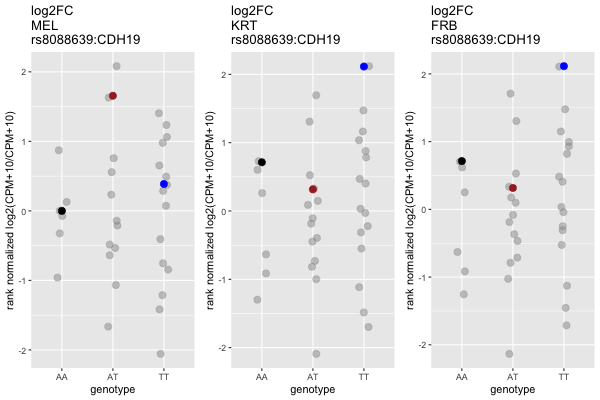 log2FC
MEL
rs8088639:CDH19
rank normalized log2(CPM+10/CPM+10)
2
1
0
-1
-2
AA AT TT
genotype
log2FC
KRT
rs8088639:CDH19
rank normalized log2(CPM+10/CPM+10)
2
1
0
-1
-2
AA AT TT
genotype
log2FC
FRB
rs8088639:CDH19
rank normalized log2(CPM+10/CPM+10)
2
1
0
-1
-2
AA AT TT
genotype